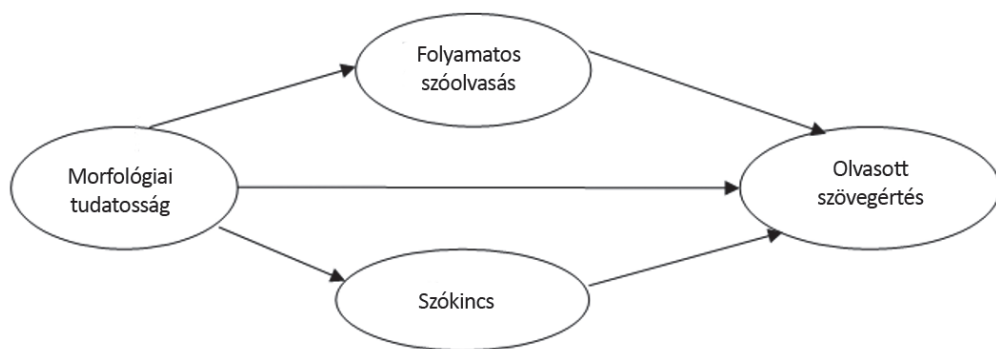 Folyamatos
szóolvasás
Morfológiai
tudatosság
Olvasott
szövegértés
Szókincs